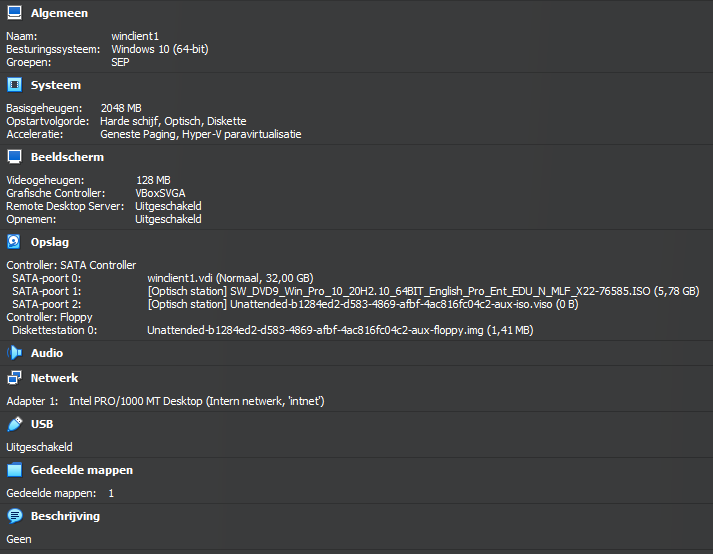 Algemeen
Naam: winclient1
Besturingssysteem: Windows 10 (64-bit)
Groepen: SEP
Systeem
Basisgeheugen: 2048 MB
Opstartvolgorde: Harde schijf, Optisch, Diskette
Acceleratie: Geneste Paging, Hyper-V paravirtualisatie
Beeldscherm
Videogeheugen: 128 MB
Grafische Controller: VBoxSVGA
Remote Desktop Server: Uitgeschakeld
Opnemen: Uitgeschakeld
Opslag
Controller: SATA Controller
SATA-poort 0: winclient1.vdi (Normaal, 32,00 GB)
SATA-poort 1: [Optisch station] SW_DVD9_Win_Pro_10_20H2.10_64BIT_English_Pro_Ent_EDU_N_MLF_X22-76585.ISO (5,78 GB)
SATA-poort 2: [Optisch station] Unattended-b1284ed2-d583-4869-afbf-4ac816fc04c2-aux-iso.viso (0 B)
Controller: Floppy
Diskettestation 0: Unattended-b1284ed2-d583-4869-afbf-4ac816fc04c2-aux-floppy.img (1,41 MB)
Audio
Netwerk
Adapter 1: Intel PRO/1000 MT Desktop (Intern netwerk, 'intnet')
USB
Uitgeschakeld
Gedeelde mappen
Gedeelde mappen: 1
Beschrijving
Geen